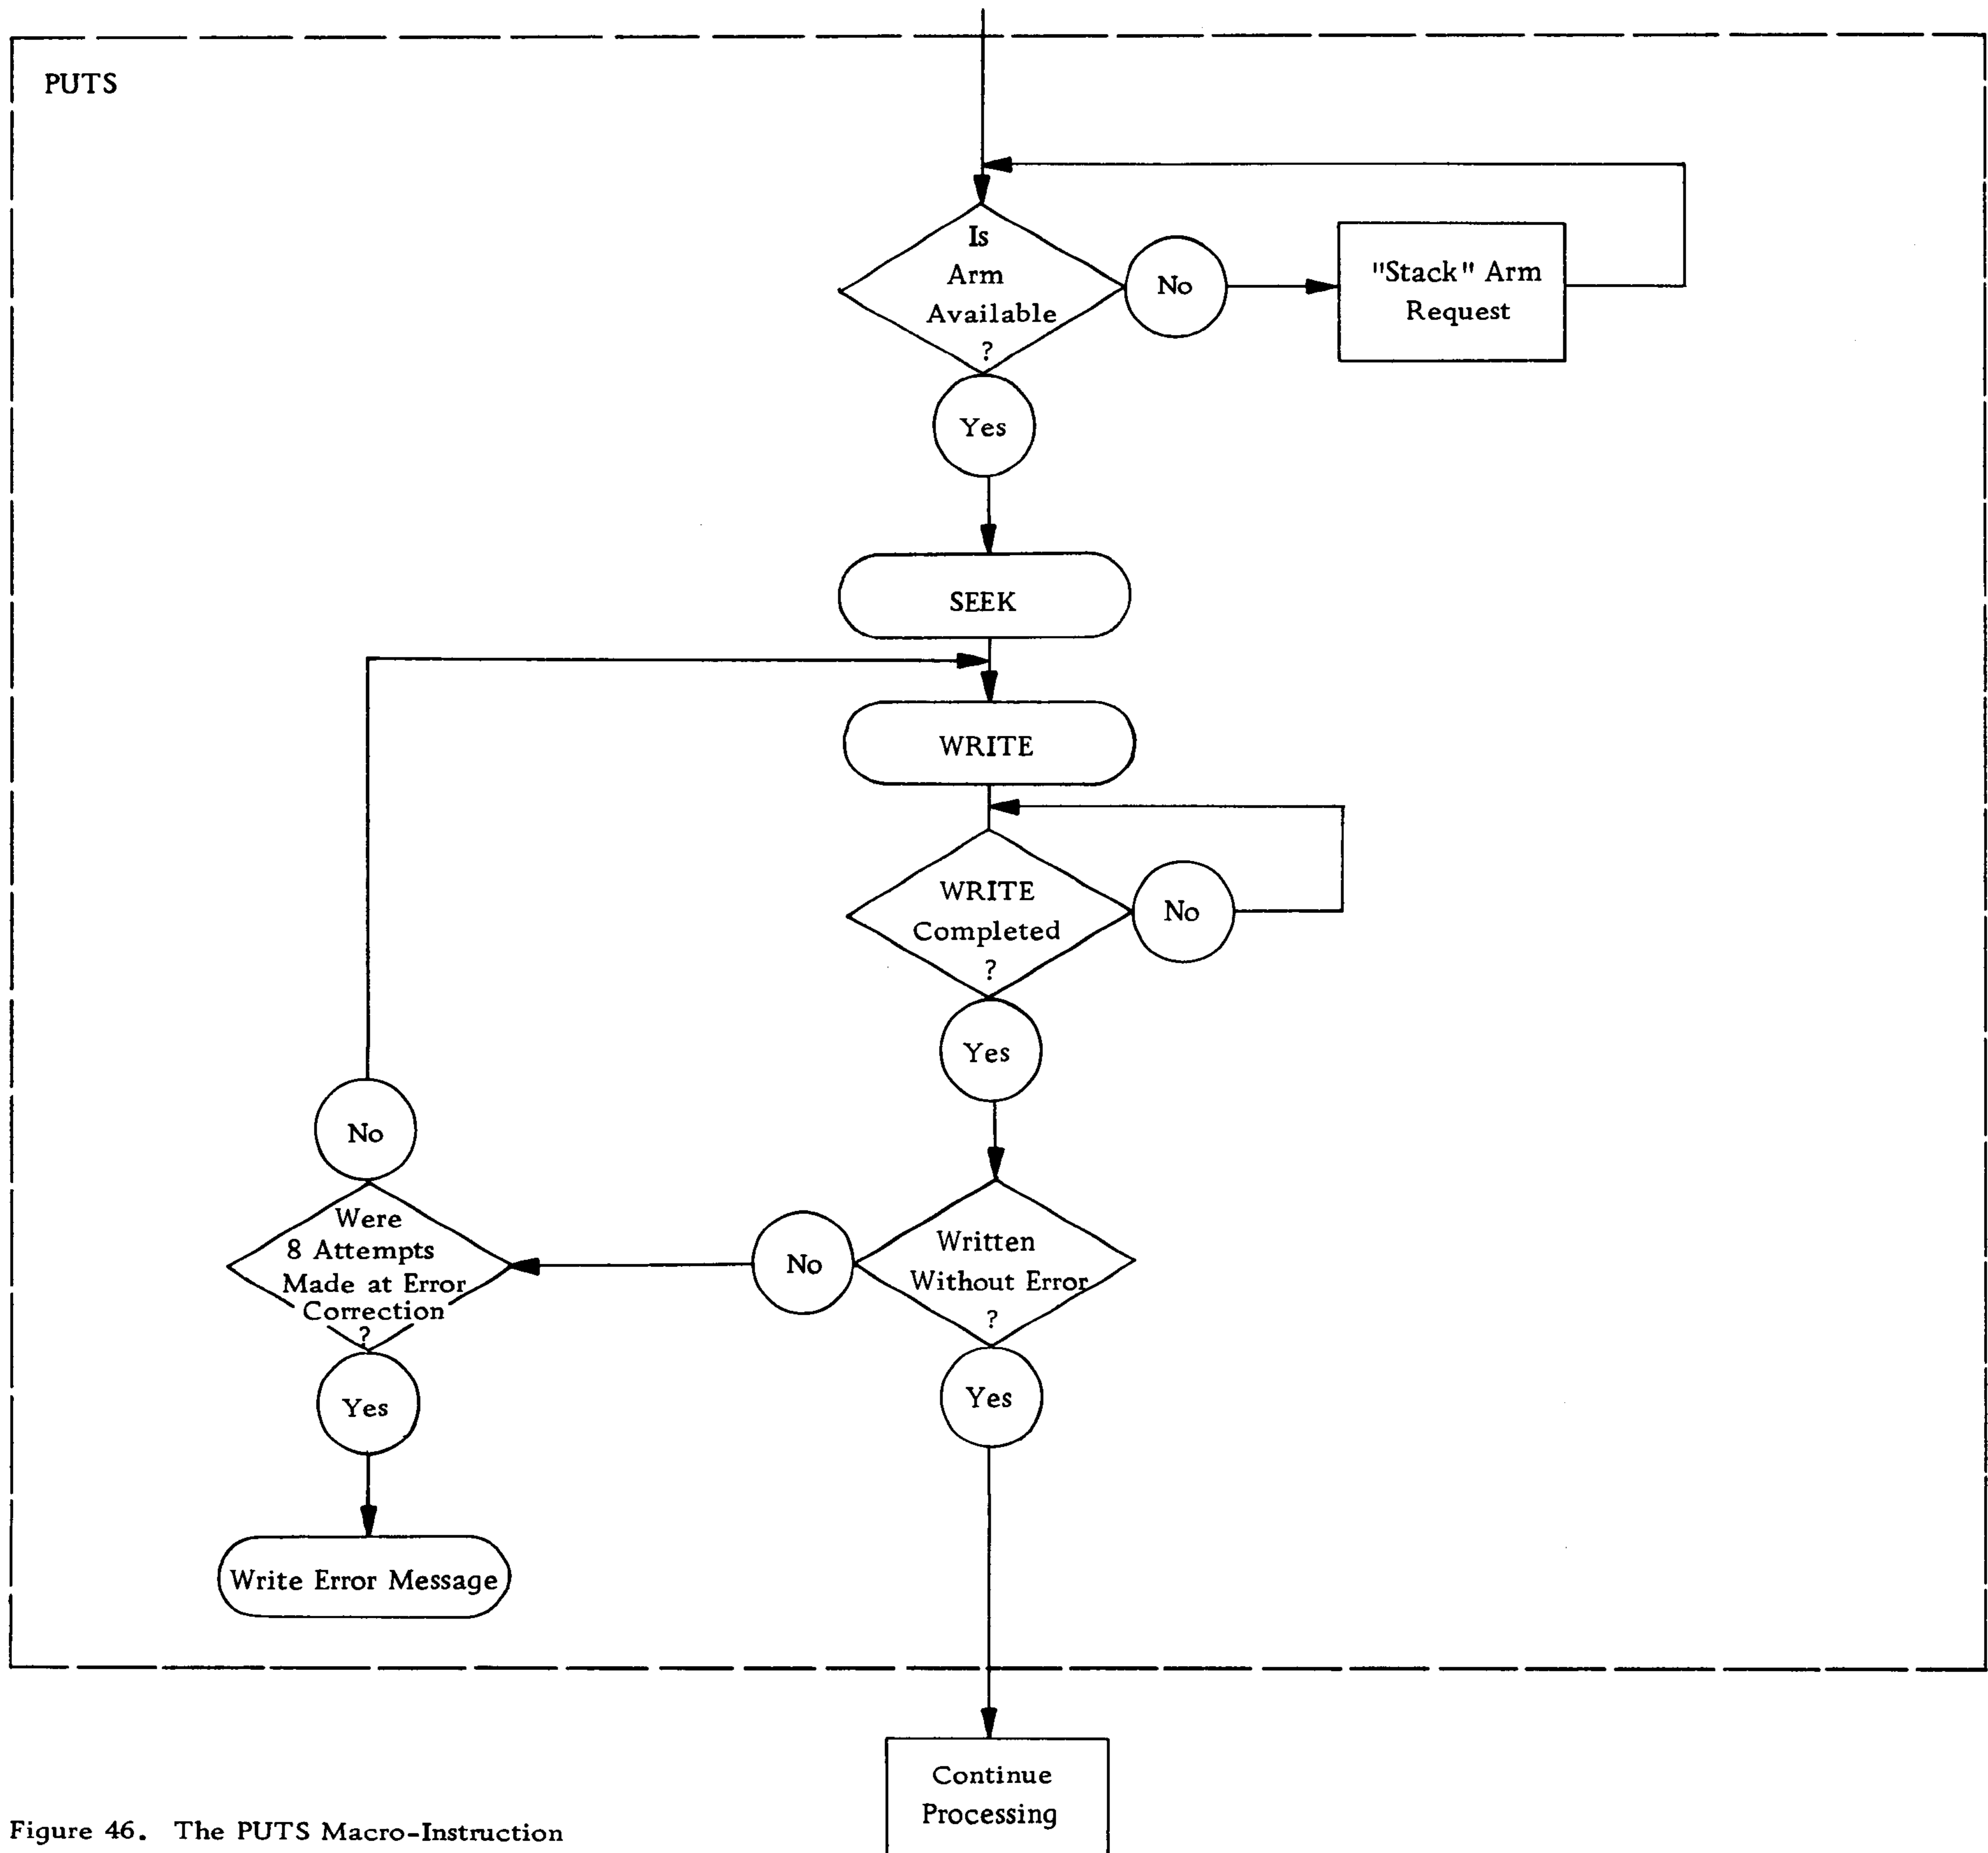 PUTS
Is
Arm
Available
?
No
"Stack" Arm
Request
Yes
SEEK
WRITE
WRITE
Completed
?
No
Yes
No
Were
8 Attempts
Made at Error
Correction
?
No
Written
Without Error
?
Yes
Yes
Write Error Message
Continue
Processing
Figure 46. The PUTS Macro-Instruction